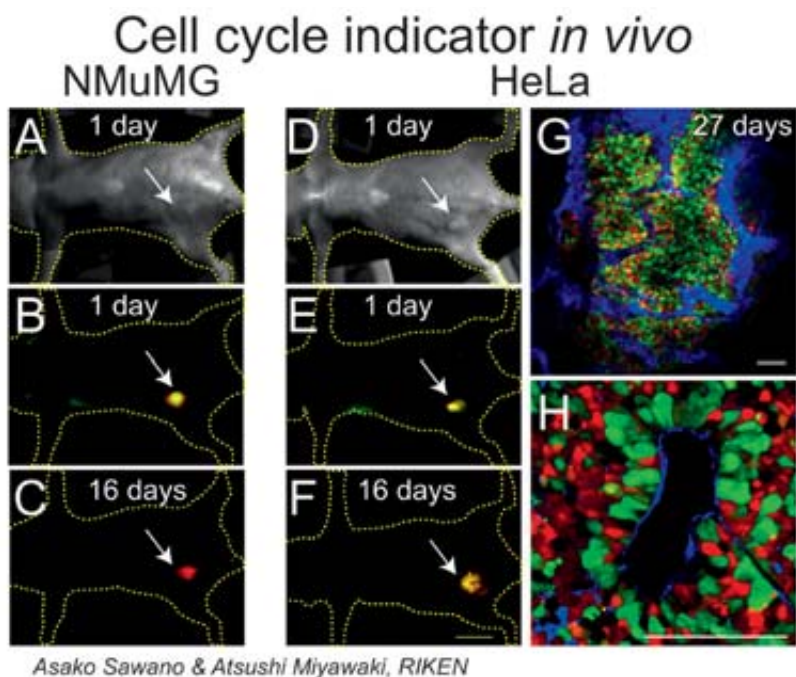 Cell cycle indicator in vivo
NMuMG
HeLa
A
1 day
D
1 day
G
27 days
B
1 day
E
1 day
H
C
16 days
F
16 days
Asako Sawano & Atsushi Miyawaki, RIKEN